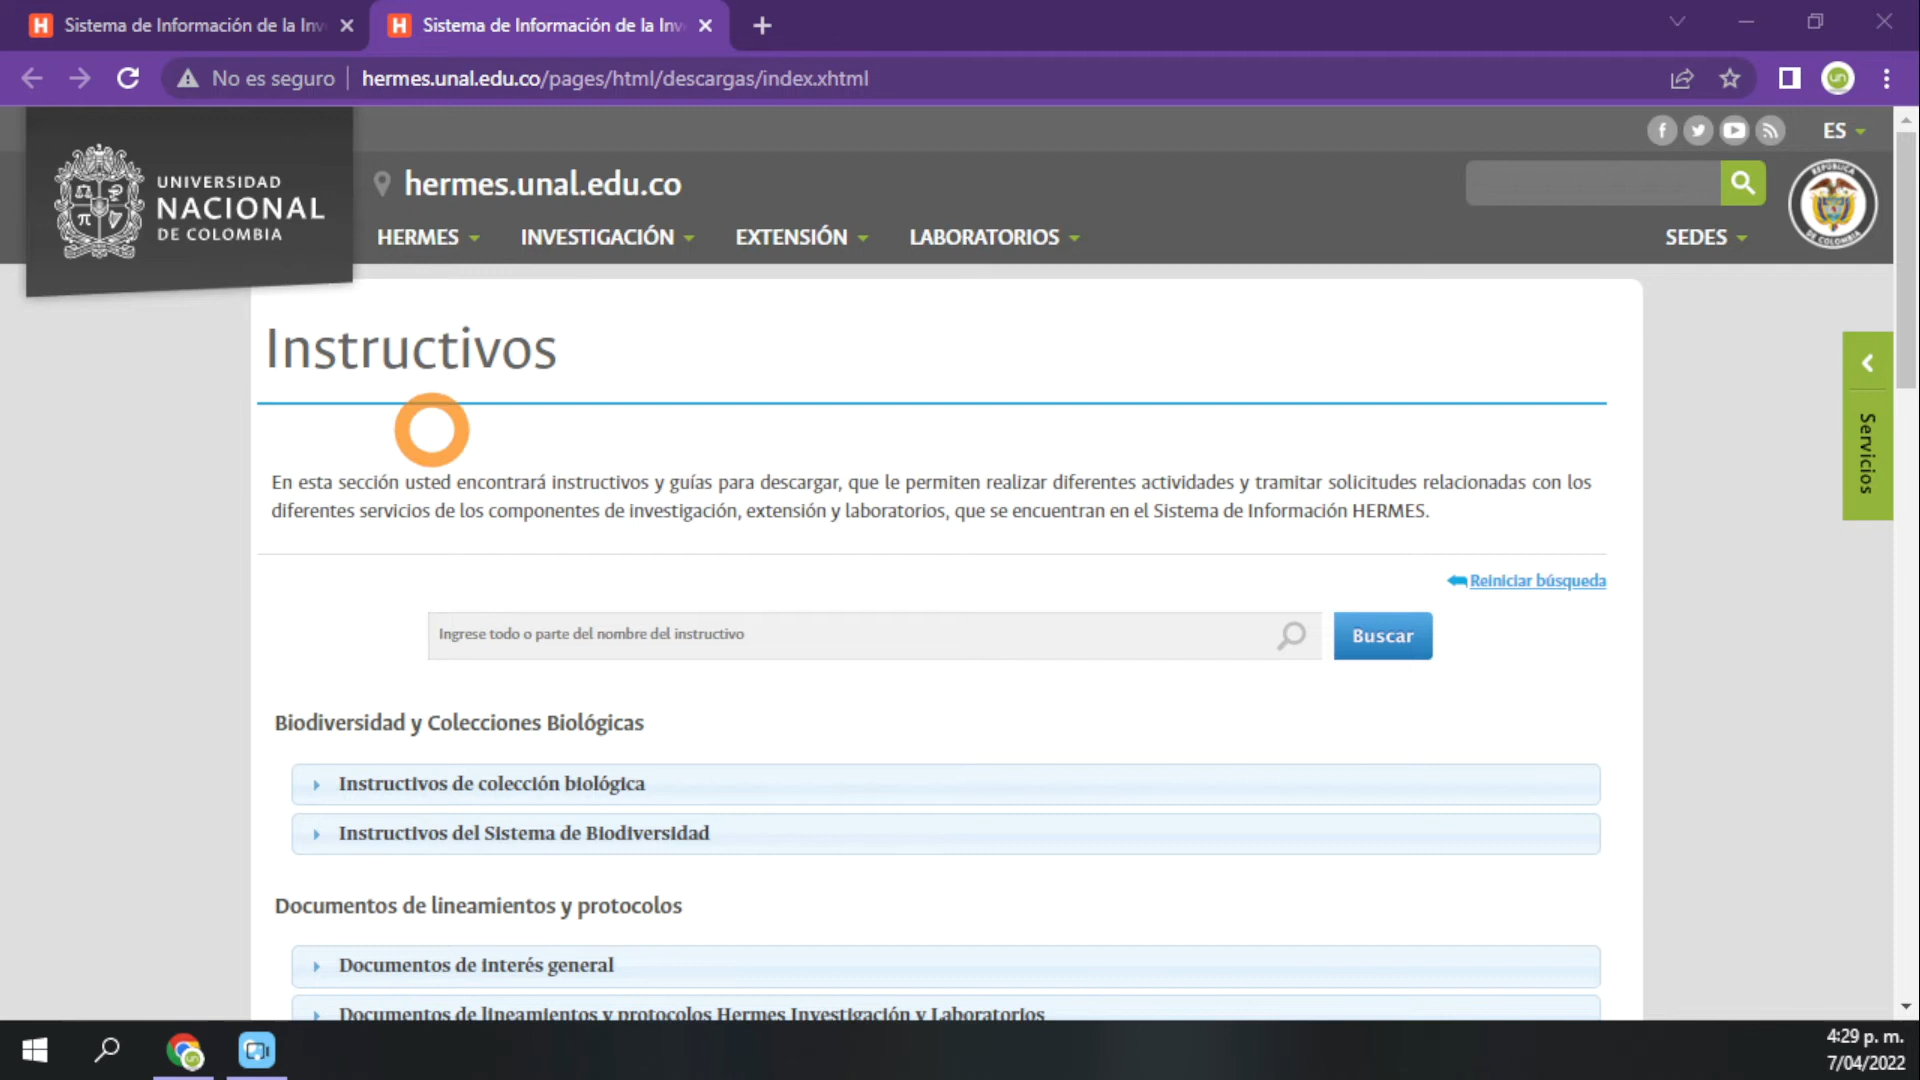 Sistema de Información de la Inv
Sistema de Información de la Inv
No es seguro
hermes.unal.edu.co/pages/html/descargas/index.xhtml
ES
UNIVERSIDAD
NACIONAL
DE COLOMBIA
hermes.unal.edu.co
HERMES
INVESTIGACIÓN
EXTENSIÓN
LABORATORIOS
SEDES
Instructivos
Servicios
En esta sección usted encontrará instructivos y guías para descargar, que le permiten realizar diferentes actividades y tramitar solicitudes relacionadas con los
diferentes servicios de los componentes de investigación, extensión y laboratorios, que se encuentran en el Sistema de Información HERMES.
Reiniciar búsqueda
Ingrese todo o parte del nombre del instructivo
Buscar
Biodiversidad y Colecciones Biológicas
Instructivos de colección biológica
Instructivos del Sistema de Biodiversidad
Documentos de lineamientos y protocolos
Documentos de interés general
Documentos de lineamientos y protocolos Hermes Investigación y Laboratorios
4:29 p. m.
7/04/2022